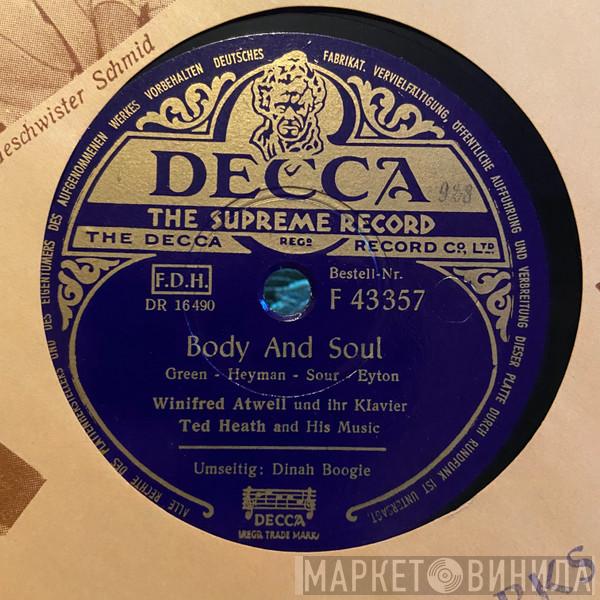 Geschwister Schmid
ALLE RECHTE DES PLATTENHERSTELLERS UND DES EIGENTÜMERS DES AUFGENOMMENEN WERKES VORBEHALTEN DEUTSCHES FABRIKAT. VERVIELFÄLTIGUNG, ÖFFENTLICHE AUFFÜHRUNG UND VERBREITUNG DIESER PLATTE DURCH RUNDFUNK IST UNTERSAGT.
DECCA
928
THE SUPREME RECORD
THE DECCA REGD RECORD CO., LTD.
F.D.H. Bestell-Nr.
DR 16490 F 43357
Body And Soul
Green - Heyman - Sour - Eyton
Winifred Atwell und ihr Klavier
Ted Heath and His Music
Umseitig: Dinah Boogie
DECCA
(REGD. TRADE MARK)
МАРКЕТ ВИНИЛА